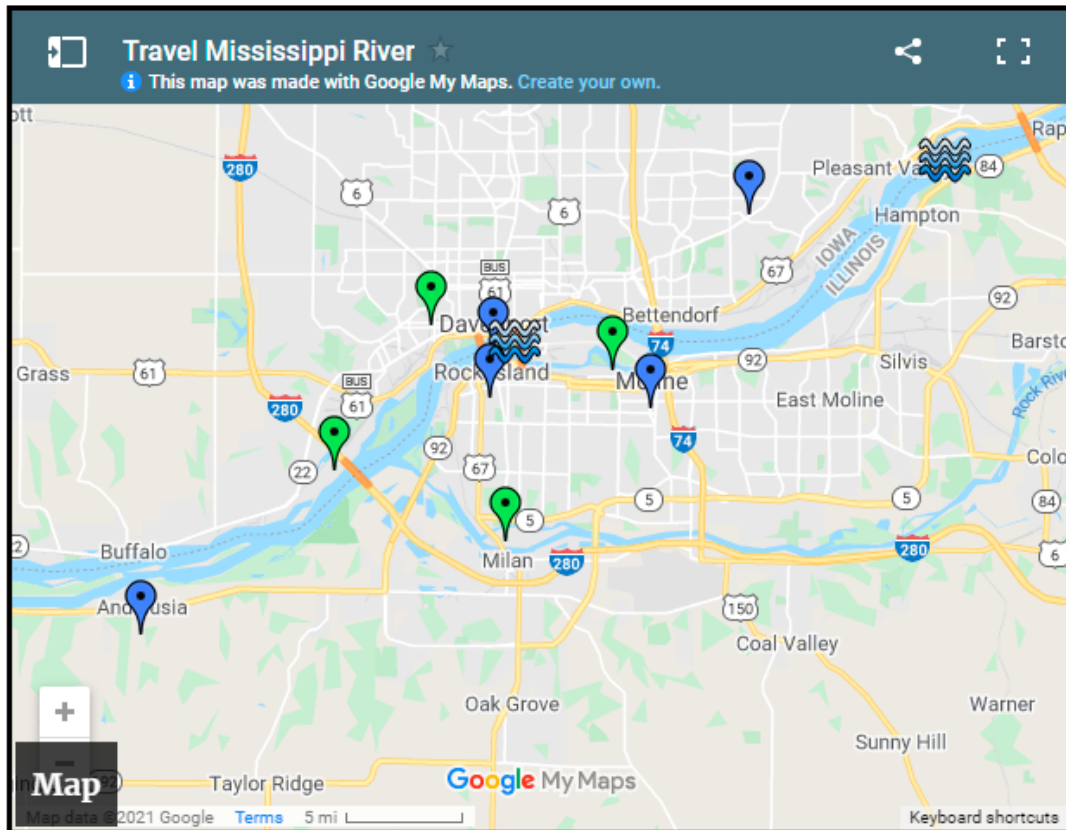 Travel Mississippi River
This map was made with Google My Maps. Create your own.
ott
280
Rap
6
Pleasant Va
84
6
Hampton
IOWA
ILLINOIS
67
BUS
61
92
Bettendorf
74
92
Silvis
Barsto
Grass
61
Rock Island
East Moline
Rock River
BUS
61
280
74
92
22
67
Colo
5
5
84
5
280
6
Buffalo
Milan
280
150
Coal Valley
Oak Grove
Warner
Sunny Hill
Map
92
Taylor Ridge
Google My Maps
Map data ©2021 Google Terms 5 mi
Keyboard shortcuts